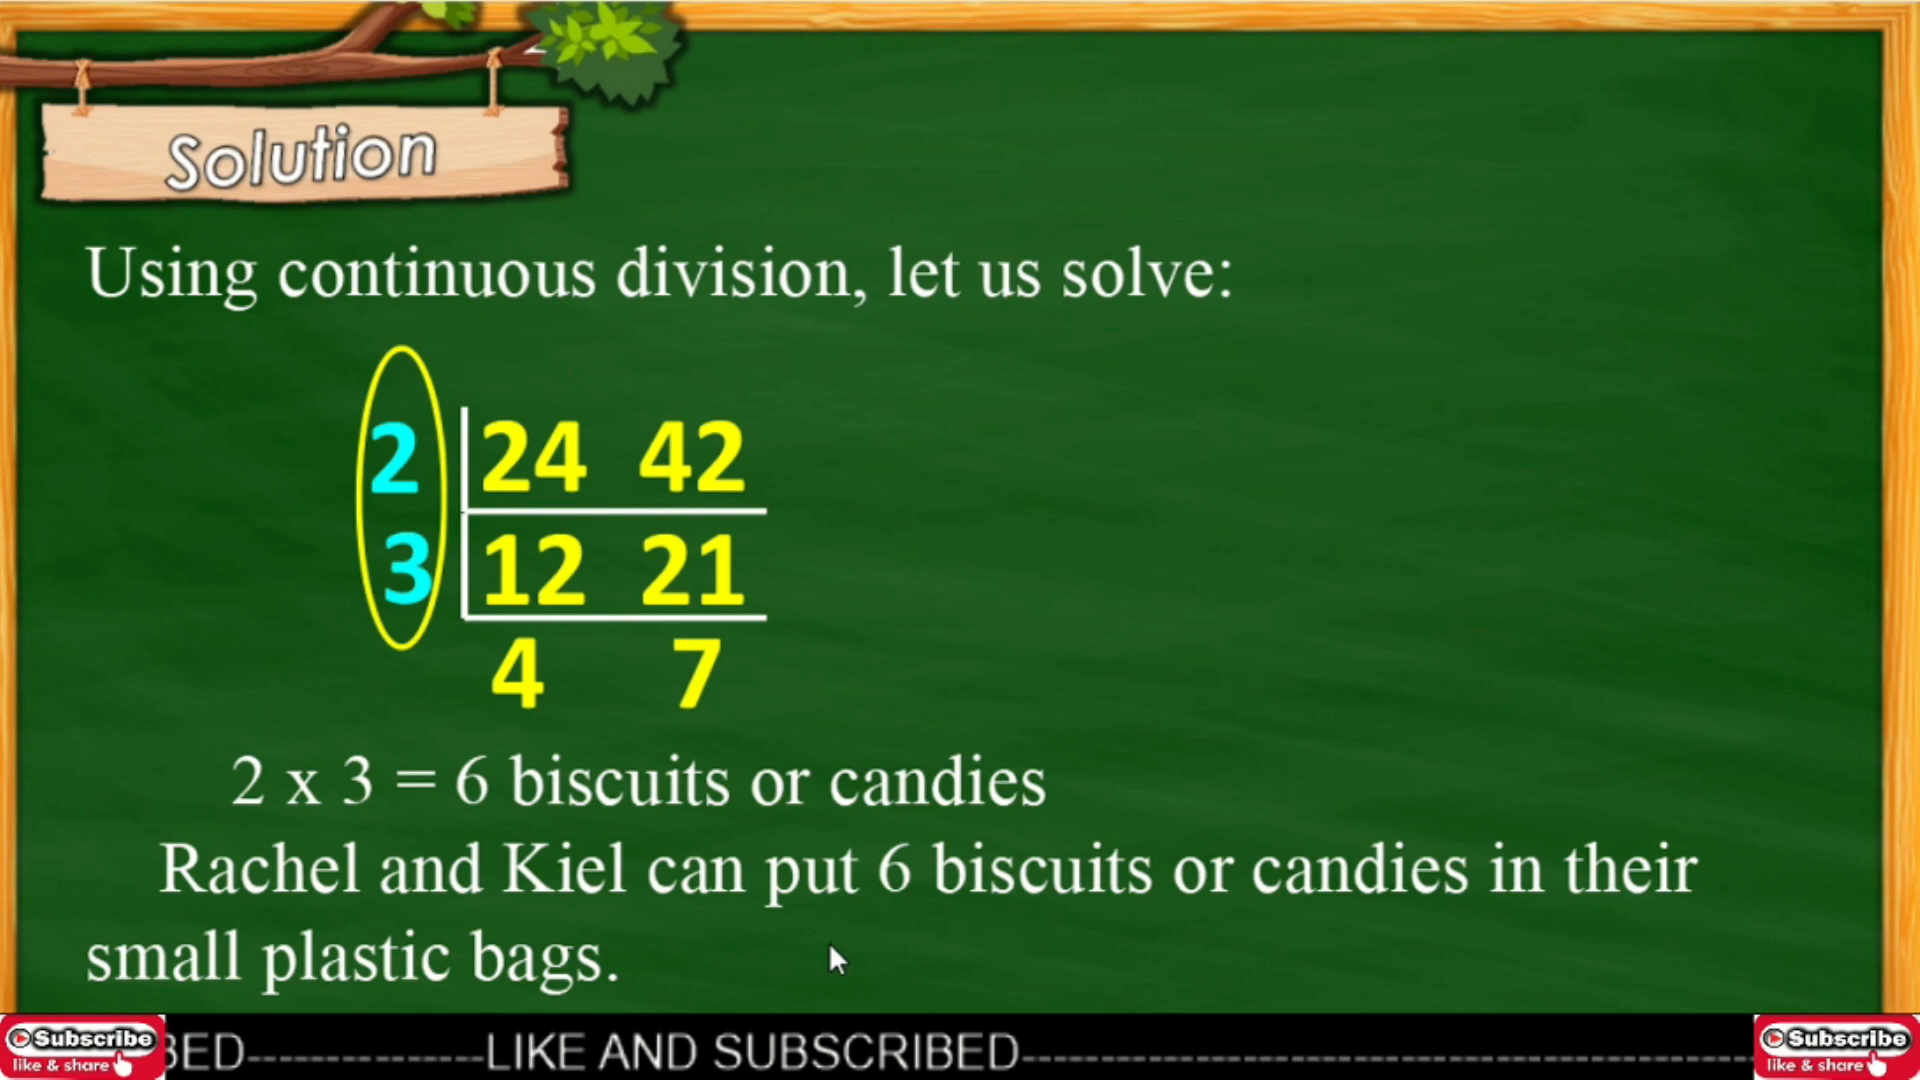 Solution
Using continuous division, let us solve:
2 24 42
3 12 21
4 7
2 x 3 = 6 biscuits or candies
Rachel and Kiel can put 6 biscuits or candies in their
small plastic bags.
Subscribe
like & share
BED-------------LIKE AND SUBSCRIBED----------------------------------------
Subscribe
like & share